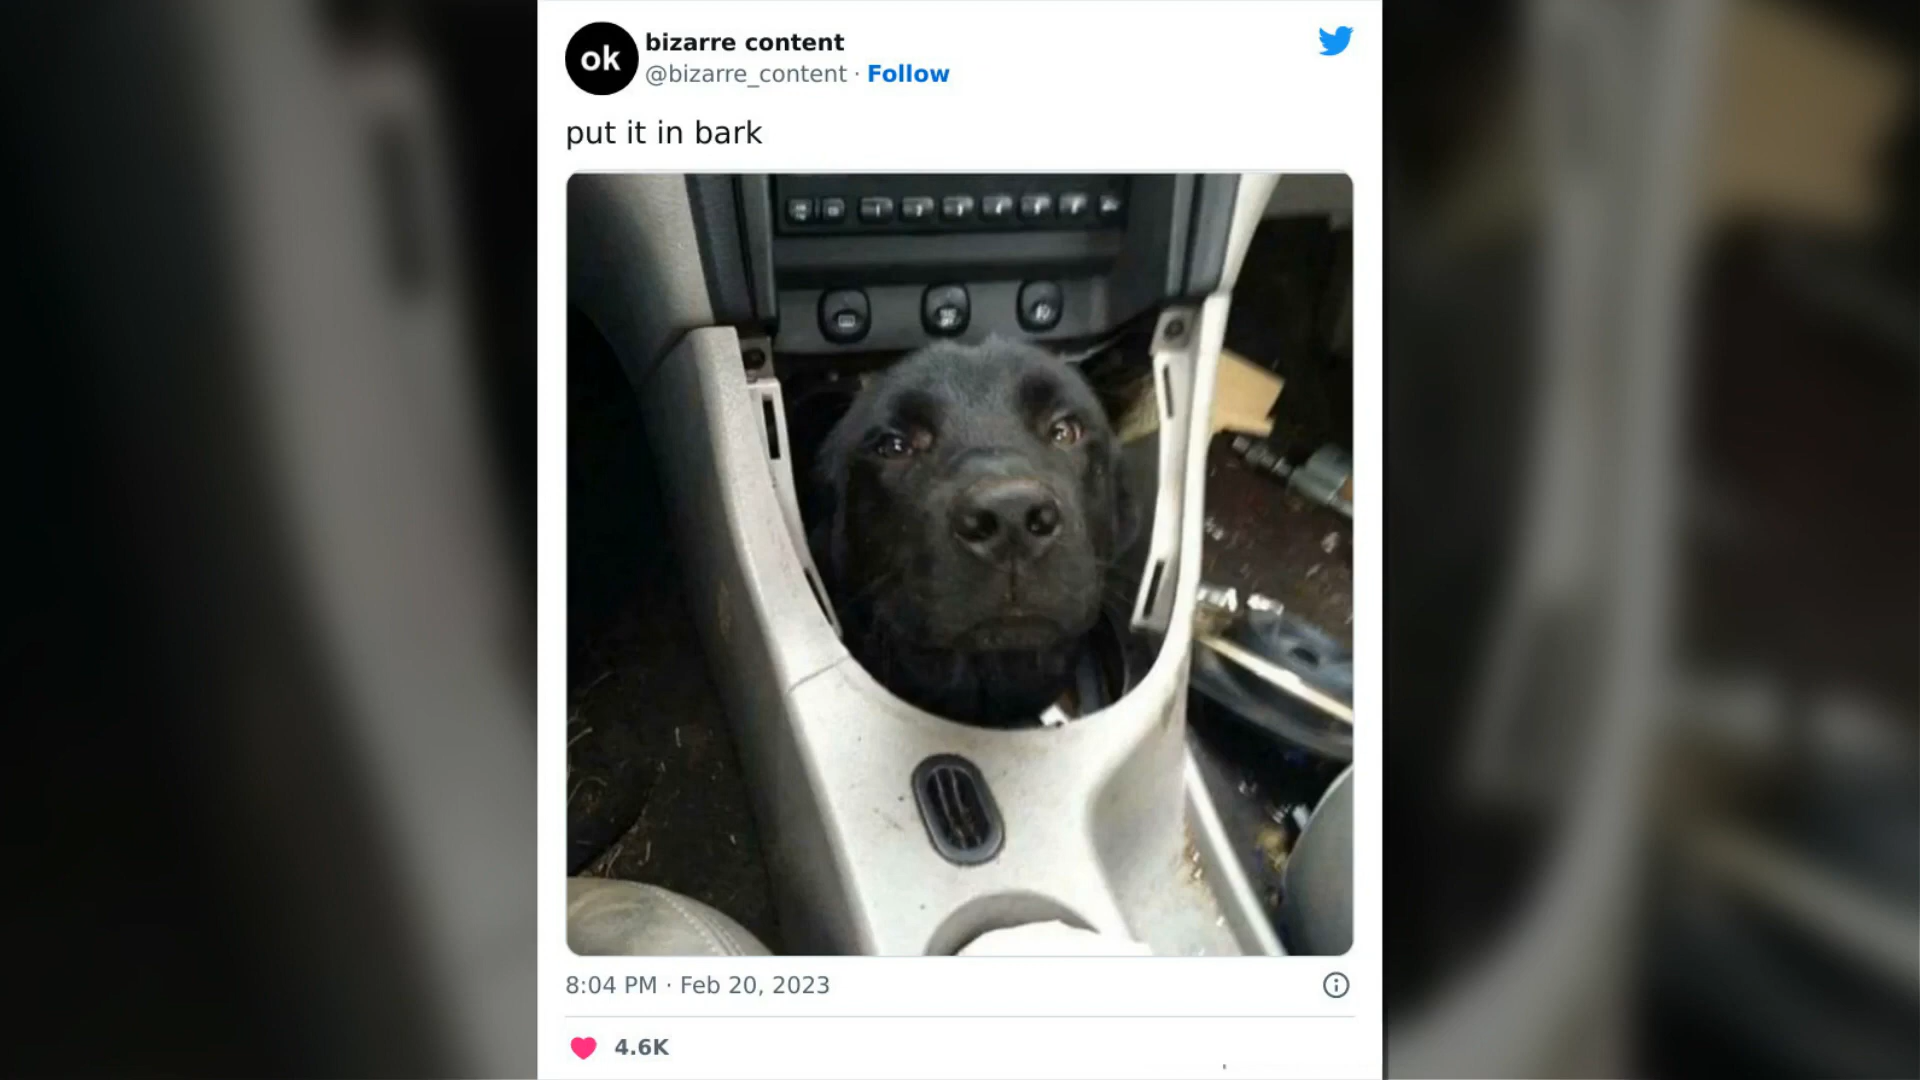 ok
bizarre content
@bizarre_content · Follow
put it in bark
8:04 PM · Feb 20, 2023
4.6K